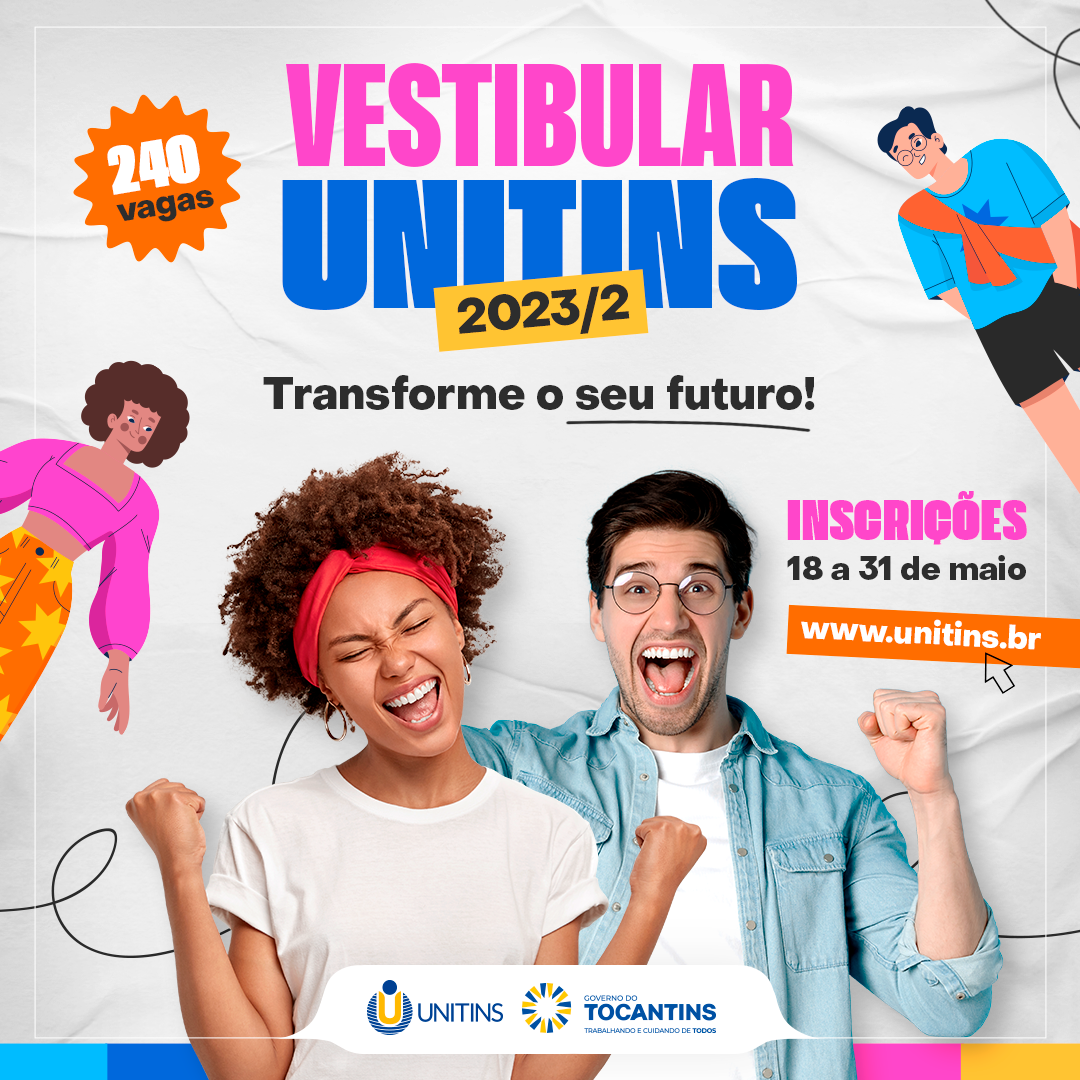 VESTIBULAR
UNITINS
2023/2
240
vagas
Transforme o seu futuro!
INSCRIÇÕES
18 a 31 de maio
www.unitins.br
UNITINS
GOVERNO DO
TOCANTINS
TRABALHANDO E CUIDANDO DE TODOS